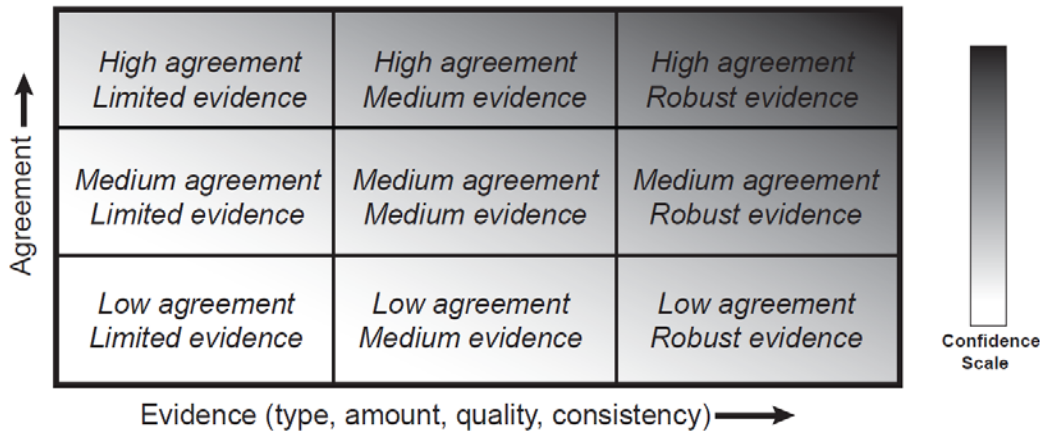 High agreement
Limited evidence
High agreement
Medium evidence
High agreement
Robust evidence
Agreement
Medium agreement
Limited evidence
Medium agreement
Medium evidence
Medium agreement
Robust evidence
Low agreement
Limited evidence
Low agreement
Medium evidence
Low agreement
Robust evidence
Confidence
Scale
Evidence (type, amount, quality, consistency)